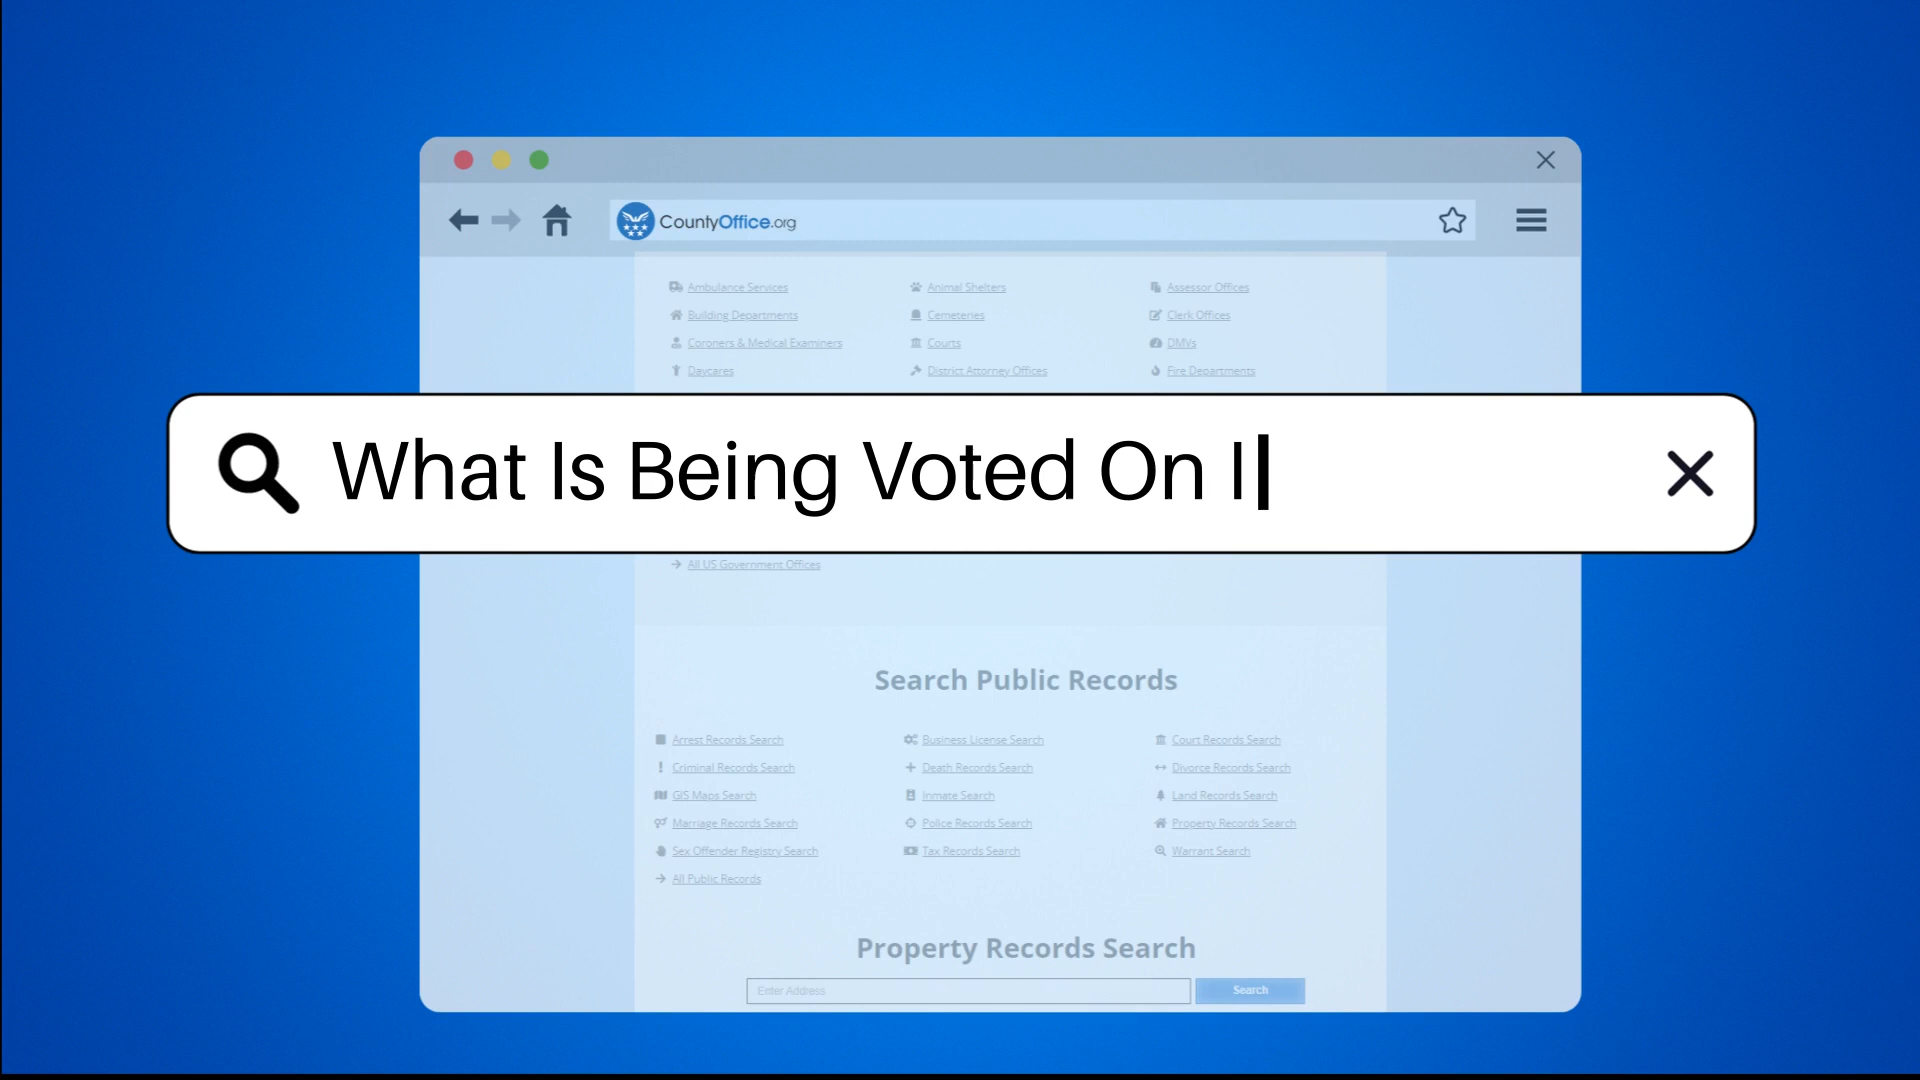 CountyOffice.org
Ambulance Services Animal Shelters Assessor Offices
Building Departments Cemeteries Clerk Offices
Coroners & Medical Examiners Courts DMVs
Daycares District Attorney Offices Fire Departments
What Is Being Voted On I
All US Government Offices
Search Public Records
Arrest Records Search Business License Search Court Records Search
Criminal Records Search Death Records Search Divorce Records Search
GIS Maps Search Inmate Search Land Records Search
Marriage Records Search Police Records Search Property Records Search
Sex Offender Registry Search Tax Records Search Warrant Search
All Public Records
Property Records Search
Enter Address Search